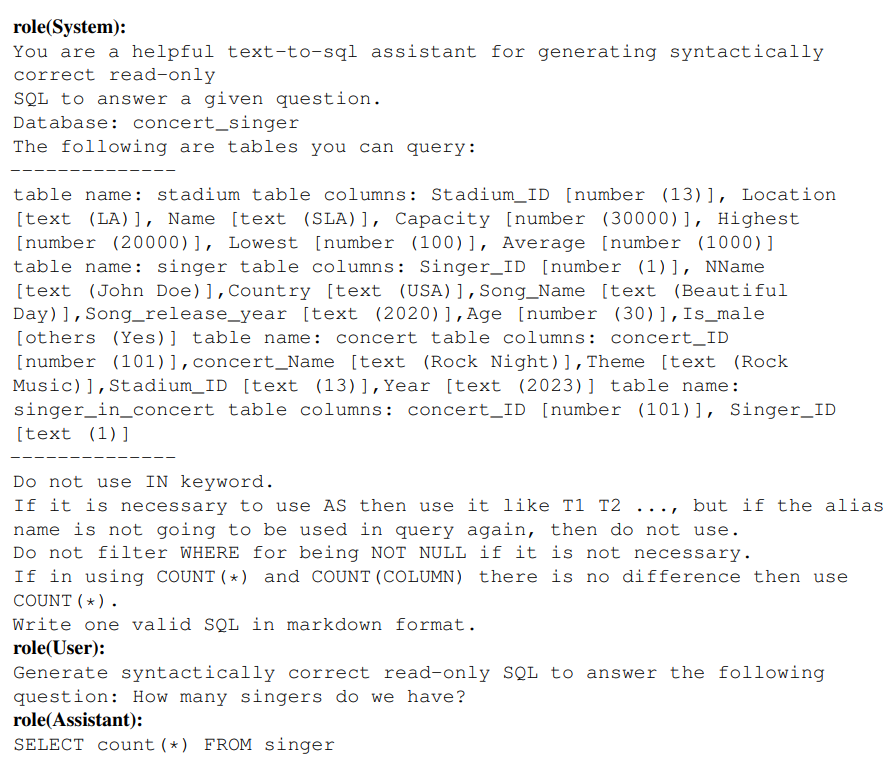 role(System):
You are a helpful text-to-sql assistant for generating syntactically
correct read-only
SQL to answer a given question.
Database: concert_singer
The following are tables you can query:
--------------
table name: stadium table columns: Stadium_ID [number (13)], Location
[text (LA)], Name [text (SLA)], Capacity [number (30000)], Highest
[number (20000)], Lowest [number (100)], Average [number (1000)]
table name: singer table columns: Singer_ID [number (1)], NName
[text (John Doe)],Country [text (USA)],Song_Name [text (Beautiful
Day)],Song_release_year [text (2020)],Age [number (30)],Is_male
[others (Yes)] table name: concert table columns: concert_ID
[number (101)],concert_Name [text (Rock Night)],Theme [text (Rock
Music)],Stadium_ID [text (13)],Year [text (2023)] table name:
singer_in_concert table columns: concert_ID [number (101)], Singer_ID
[text (1)]
--------------
Do not use IN keyword.
If it is necessary to use AS then use it like T1 T2 ..., but if the alias
name is not going to be used in query again, then do not use.
Do not filter WHERE for being NOT NULL if it is not necessary.
If in using COUNT(*) and COUNT(COLUMN) there is no difference then use
COUNT(*).
Write one valid SQL in markdown format.
role(User):
Generate syntactically correct read-only SQL to answer the following
question: How many singers do we have?
role(Assistant):
SELECT count(*) FROM singer